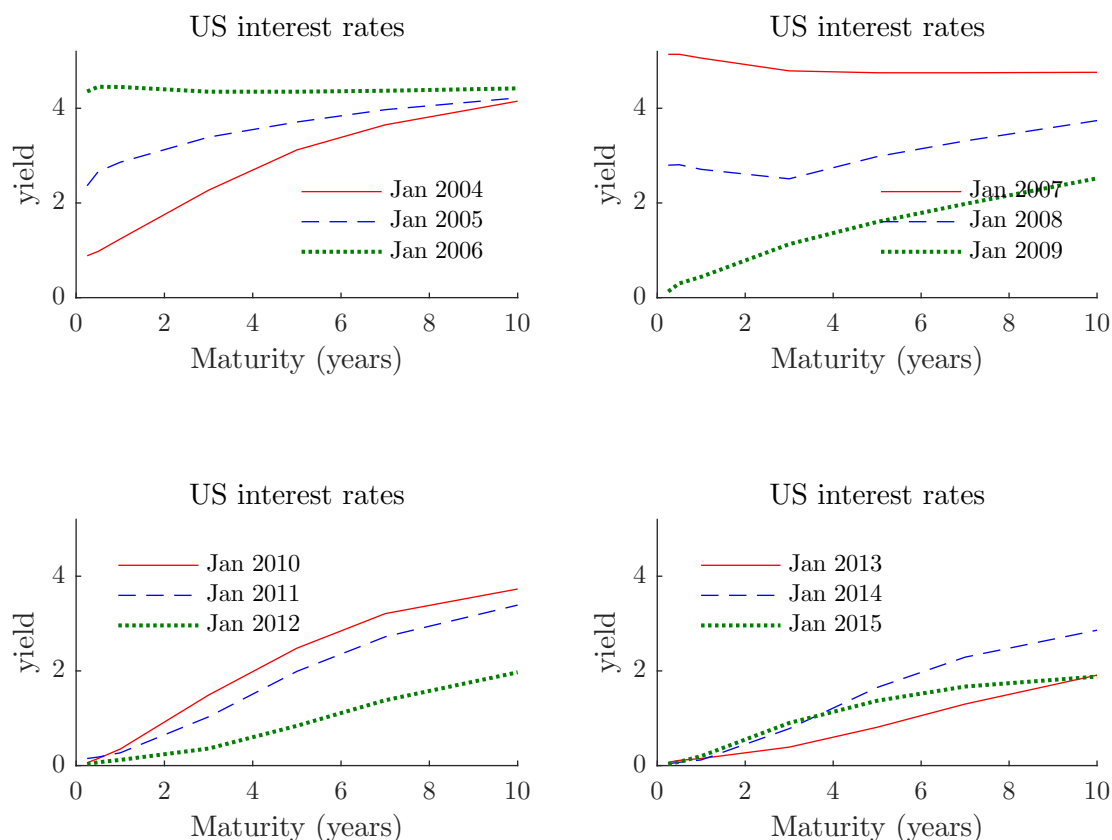 US interest rates
yield
4
2
0
Jan 2004
Jan 2005
Jan 2006
0 2 4 6 8 10
Maturity (years)
US interest rates
yield
4
2
0
Jan 2007
Jan 2008
Jan 2009
0 2 4 6 8 10
Maturity (years)
US interest rates
yield
4
2
0
Jan 2010
Jan 2011
Jan 2012
0 2 4 6 8 10
Maturity (years)
US interest rates
yield
4
2
0
Jan 2013
Jan 2014
Jan 2015
0 2 4 6 8 10
Maturity (years)